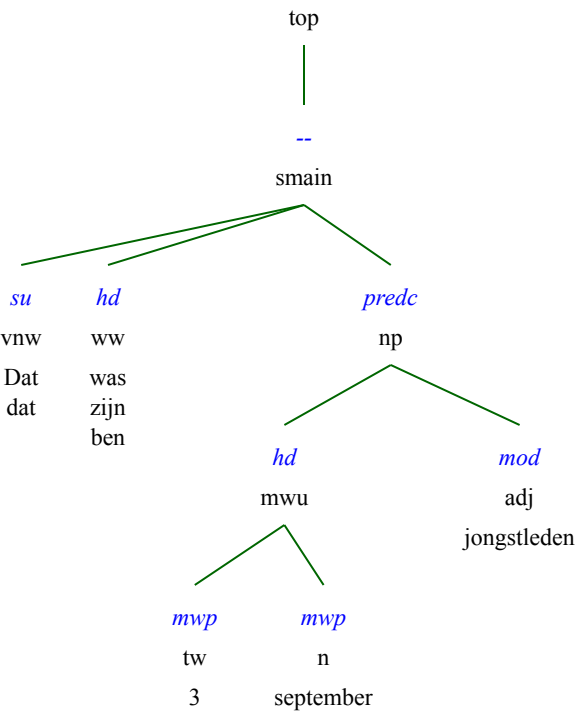 top
--
smain
su hd predc
vnw ww np
Dat was
dat zijn
ben
hd mod
mwu adj
jongstleden
mwp mwp
tw n
3 september